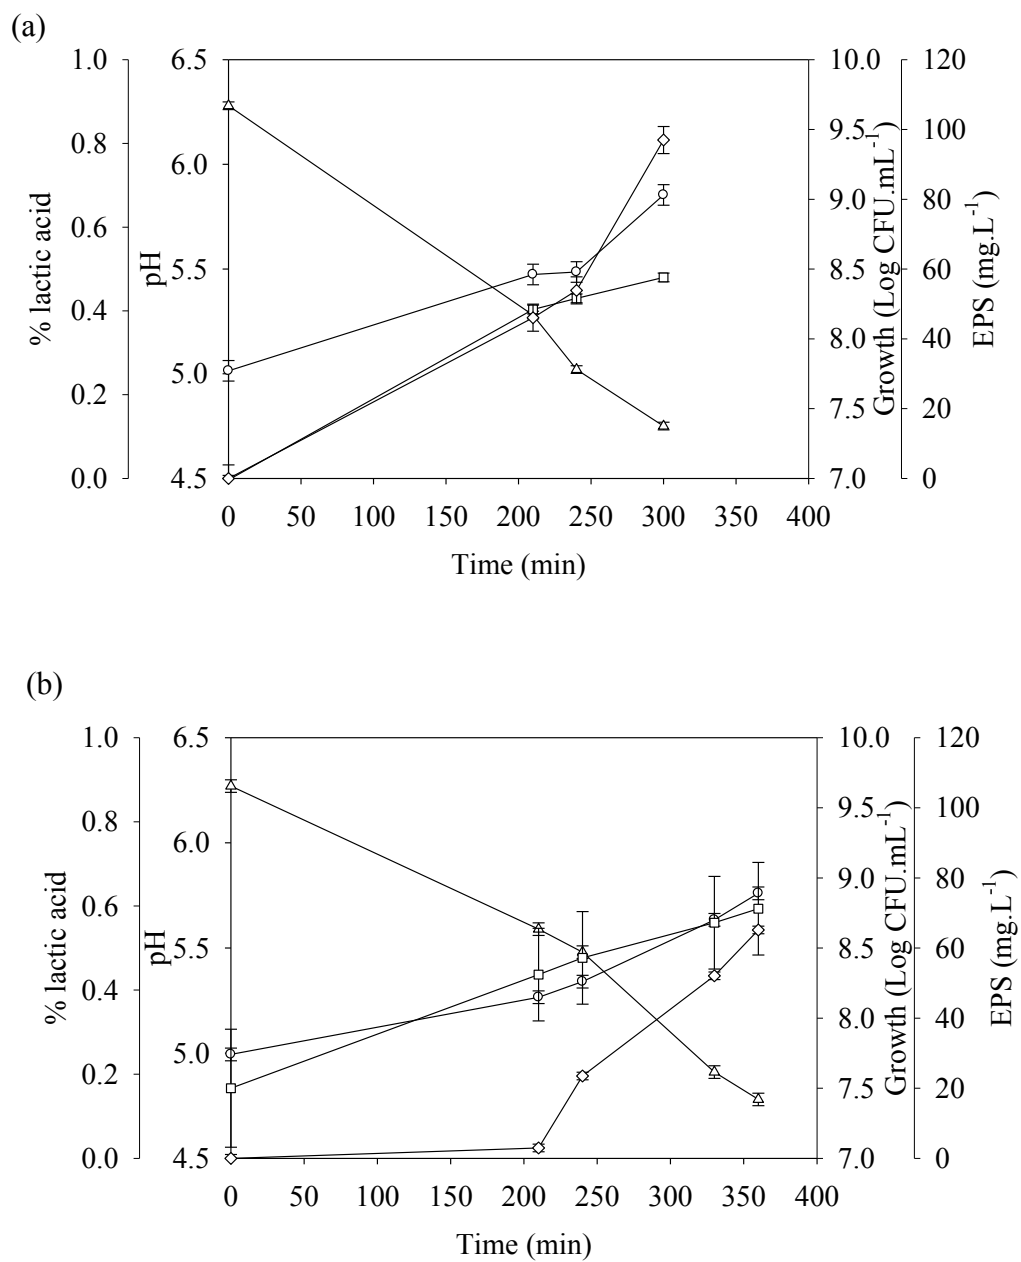 (a)
1.0 6.5 10.0 120
0.8 6.0 9.5 100
0.6 5.5 9.0 80
0.4 5.0 8.5 60
0.2 4.5 8.0 40
0.0 7.5 20
7.0 0
% lactic acid
pH
Growth (Log CFU.mL⁻¹)
EPS (mg.L⁻¹)
0 50 100 150 200 250 300 350 400
Time (min)
(b)
1.0 6.5 10.0 120
0.8 6.0 9.5 100
0.6 5.5 9.0 80
0.4 5.0 8.5 60
0.2 4.5 8.0 40
0.0 7.5 20
7.0 0
% lactic acid
pH
Growth (Log CFU.mL⁻¹)
EPS (mg.L⁻¹)
0 50 100 150 200 250 300 350 400
Time (min)